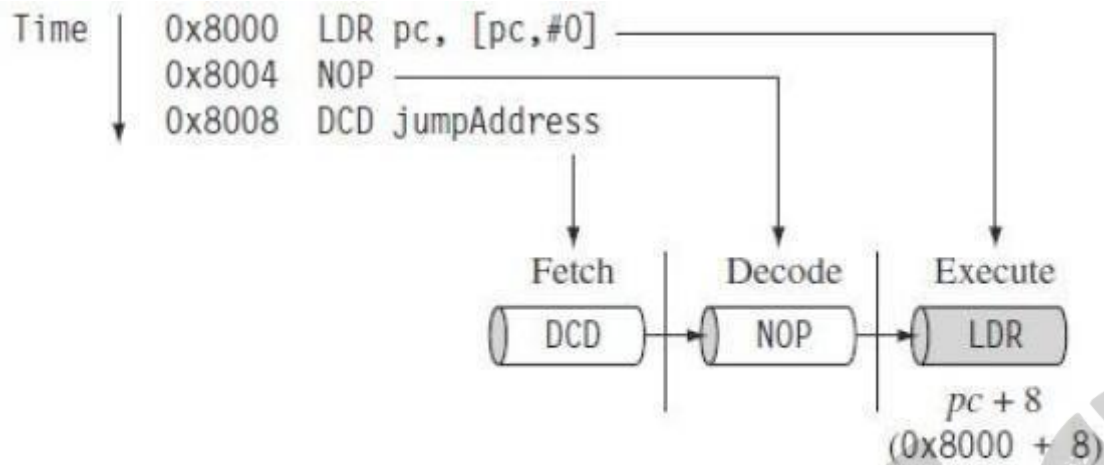 Time 0x8000 LDR pc, [pc,#0]
0x8004 NOP
0x8008 DCD jumpAddress
Fetch Decode Execute
DCD NOP LDR
pc + 8
(0x8000 + 8)